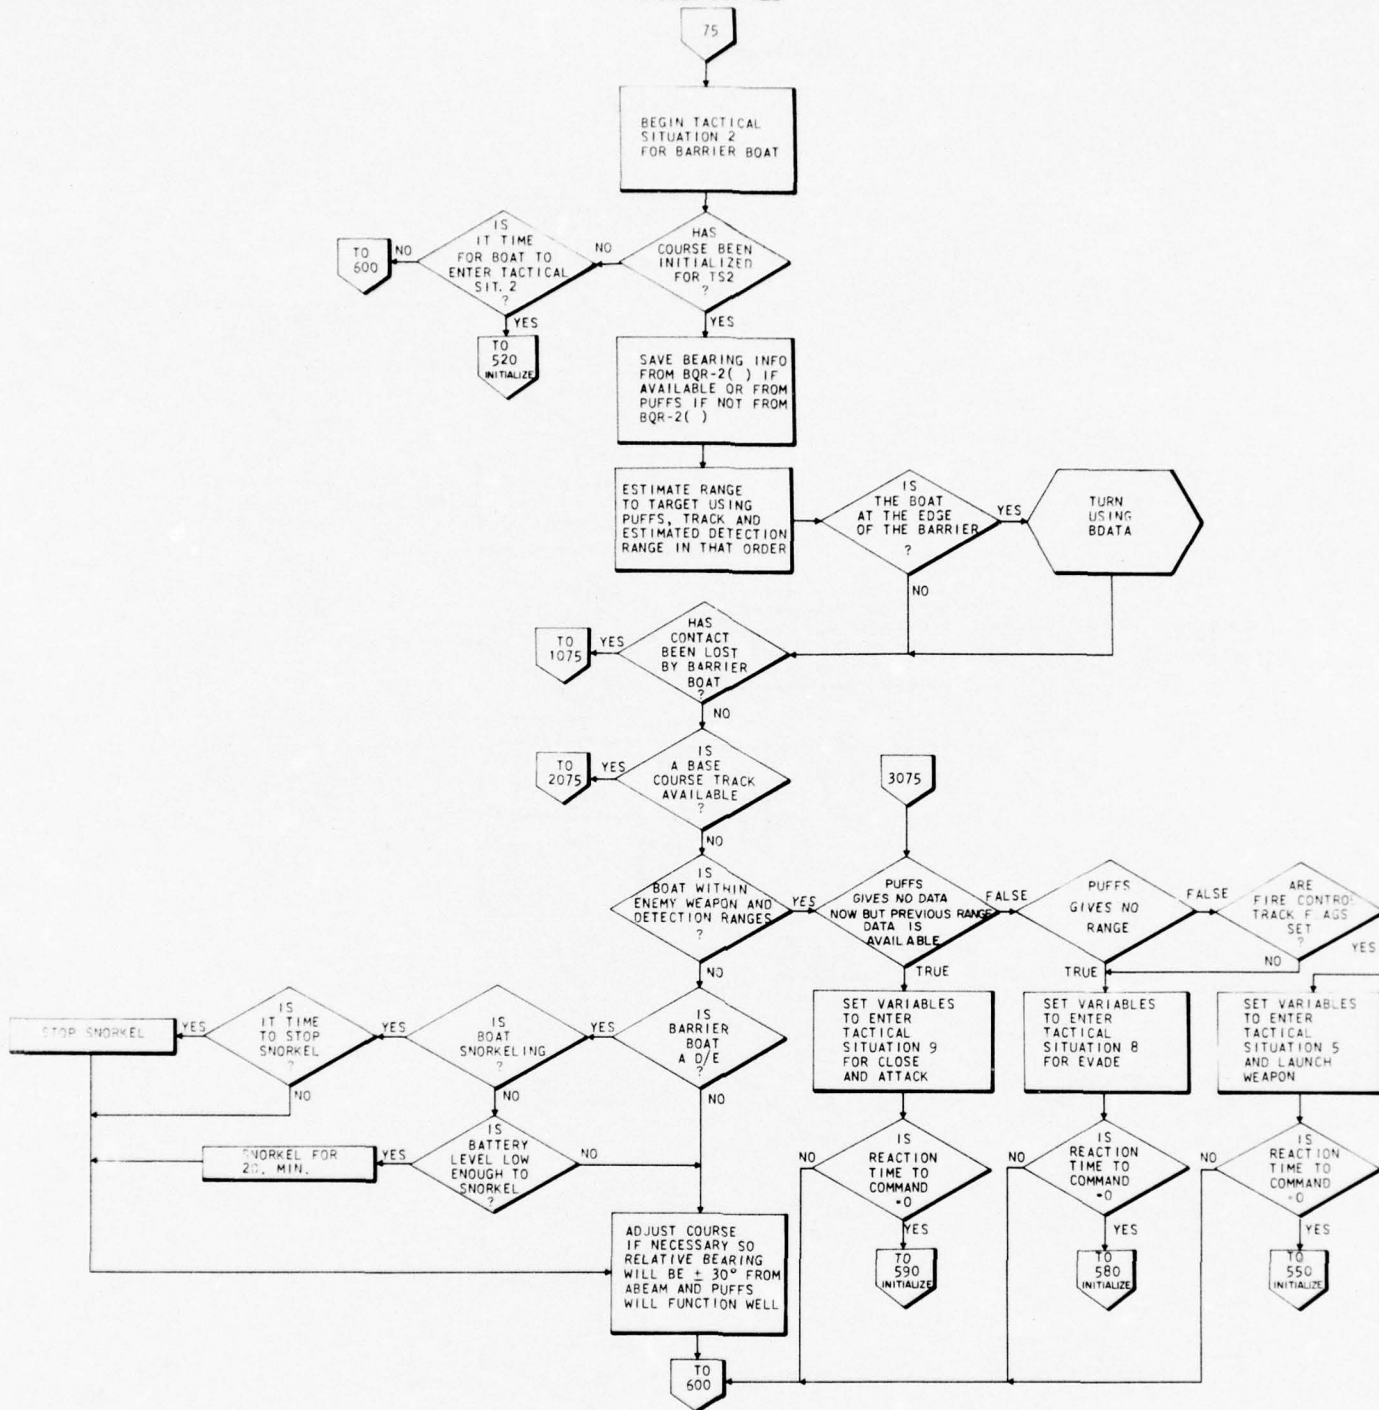 75
BEGIN TACTICAL
SITUATION 2
FOR BARRIER BOAT
IS
IT TIME
FOR BOAT TO
ENTER TACTICAL
SIT. 2
?
NO
TO
600
YES
TO
520
INITIALIZE
HAS
COURSE BEEN
INITIALIZED
FOR TS2
?
NO
YES
SAVE BEARING INFO
FROM BQR-2( ) IF
AVAILABLE OR FROM
PUFFS IF NOT FROM
BQR-2( )
ESTIMATE RANGE
TO TARGET USING
PUFFS, TRACK AND
ESTIMATED DETECTION
RANGE IN THAT ORDER
IS
THE BOAT
AT THE EDGE
OF THE BARRIER
?
YES
NO
TURN
USING
BDATA
HAS
CONTACT
BEEN LOST
BY BARRIER
BOAT
?
YES
TO
1075
NO
IS
A BASE
COURSE TRACK
AVAILABLE
?
YES
TO
2075
NO
3075
IS
BOAT WITHIN
ENEMY WEAPON AND
DETECTION RANGES
?
YES
NO
PUFFS
GIVES NO DATA
NOW BUT PREVIOUS RANGE
DATA IS
AVAILABLE
FALSE
TRUE
PUFFS
GIVES NO
RANGE
FALSE
TRUE
ARE
FIRE CONTROL
TRACK FLAGS
SET
?
NO
YES
IS
BARRIER
BOAT
A D/E
?
YES
NO
IS
BOAT
SNORKELING
?
YES
NO
IS
IT TIME
TO STOP
SNORKEL
?
YES
NO
STOP SNORKEL
IS
BATTERY
LEVEL LOW
ENOUGH TO
SNORKEL
?
YES
NO
SNORKEL FOR
20. MIN.
ADJUST COURSE
IF NECESSARY SO
RELATIVE BEARING
WILL BE ± 30° FROM
ABEAM AND PUFFS
WILL FUNCTION WELL
TO
600
SET VARIABLES
TO ENTER
TACTICAL
SITUATION 9
FOR CLOSE
AND ATTACK
IS
REACTION
TIME TO
COMMAND
=0
NO
YES
TO
590
INITIALIZE
SET VARIABLES
TO ENTER
TACTICAL
SITUATION 8
FOR EVADE
IS
REACTION
TIME TO
COMMAND
=0
NO
YES
TO
580
INITIALIZE
SET VARIABLES
TO ENTER
TACTICAL
SITUATION 5
AND LAUNCH
WEAPON
IS
REACTION
TIME TO
COMMAND
=0
NO
YES
TO
550
INITIALIZE